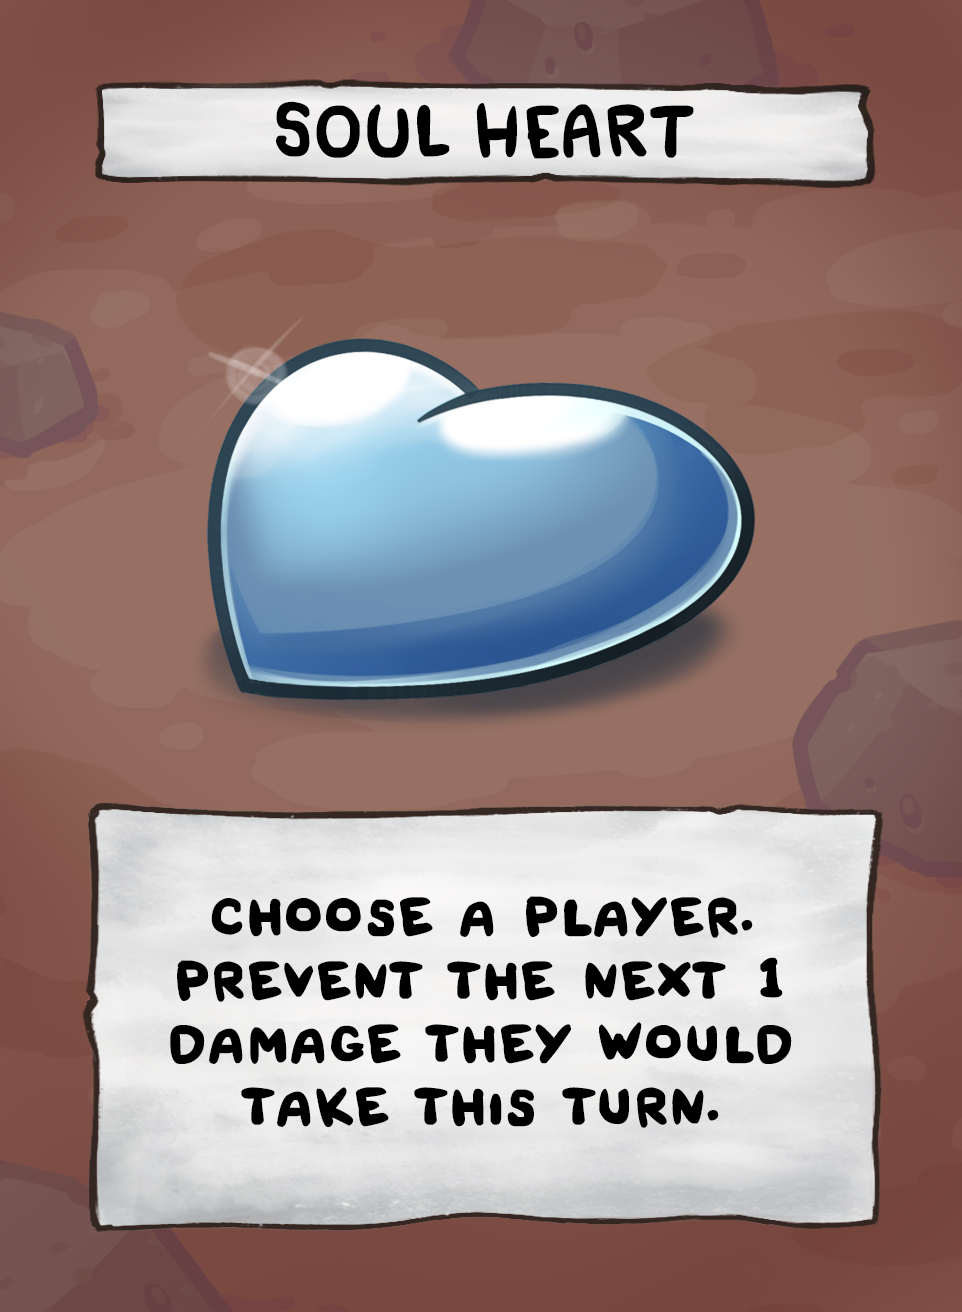 SOUL HEART
CHOOSE A PLAYER.
PREVENT THE NEXT 1
DAMAGE THEY WOULD
TAKE THIS TURN.